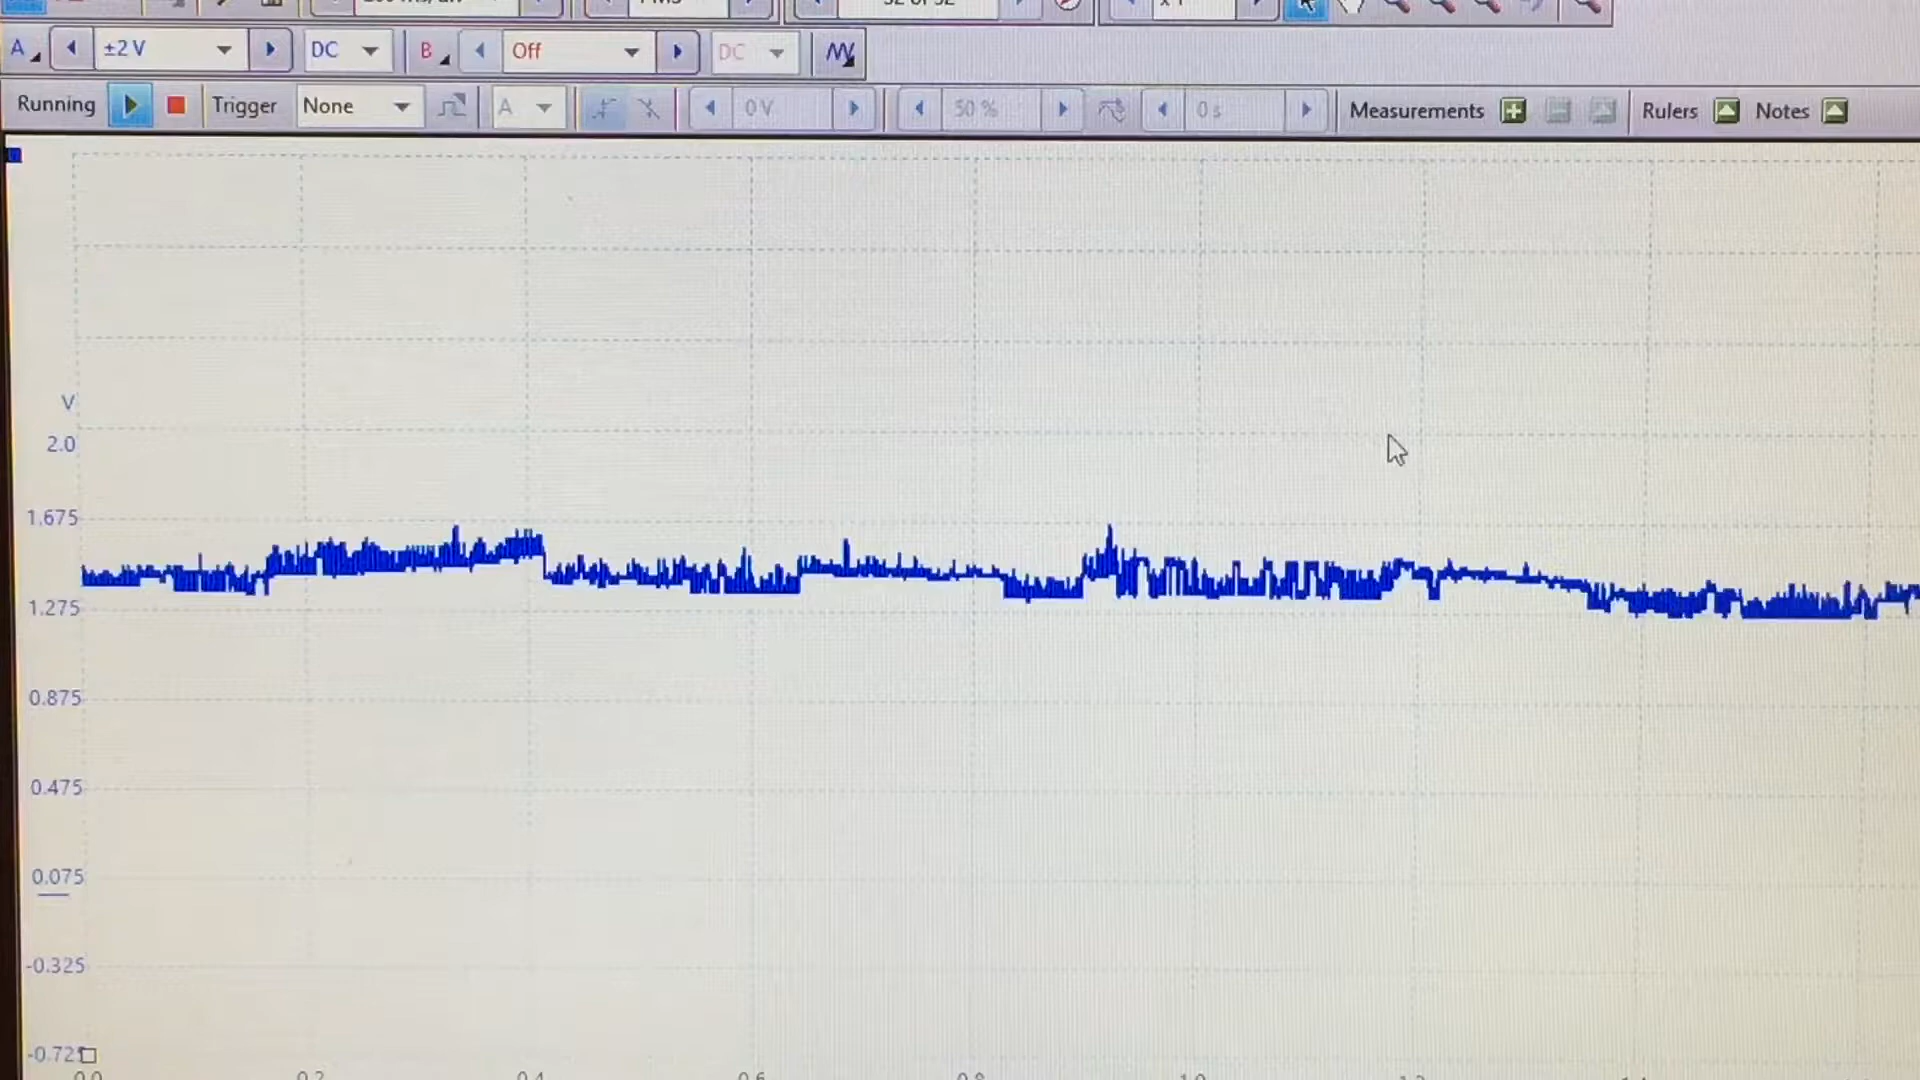 A ±2 V DC B Off DC
Running Trigger None A 0 V 50 % 0 s Measurements Rulers Notes
V
2.0
1.675
1.275
0.875
0.475
0.075
-0.325